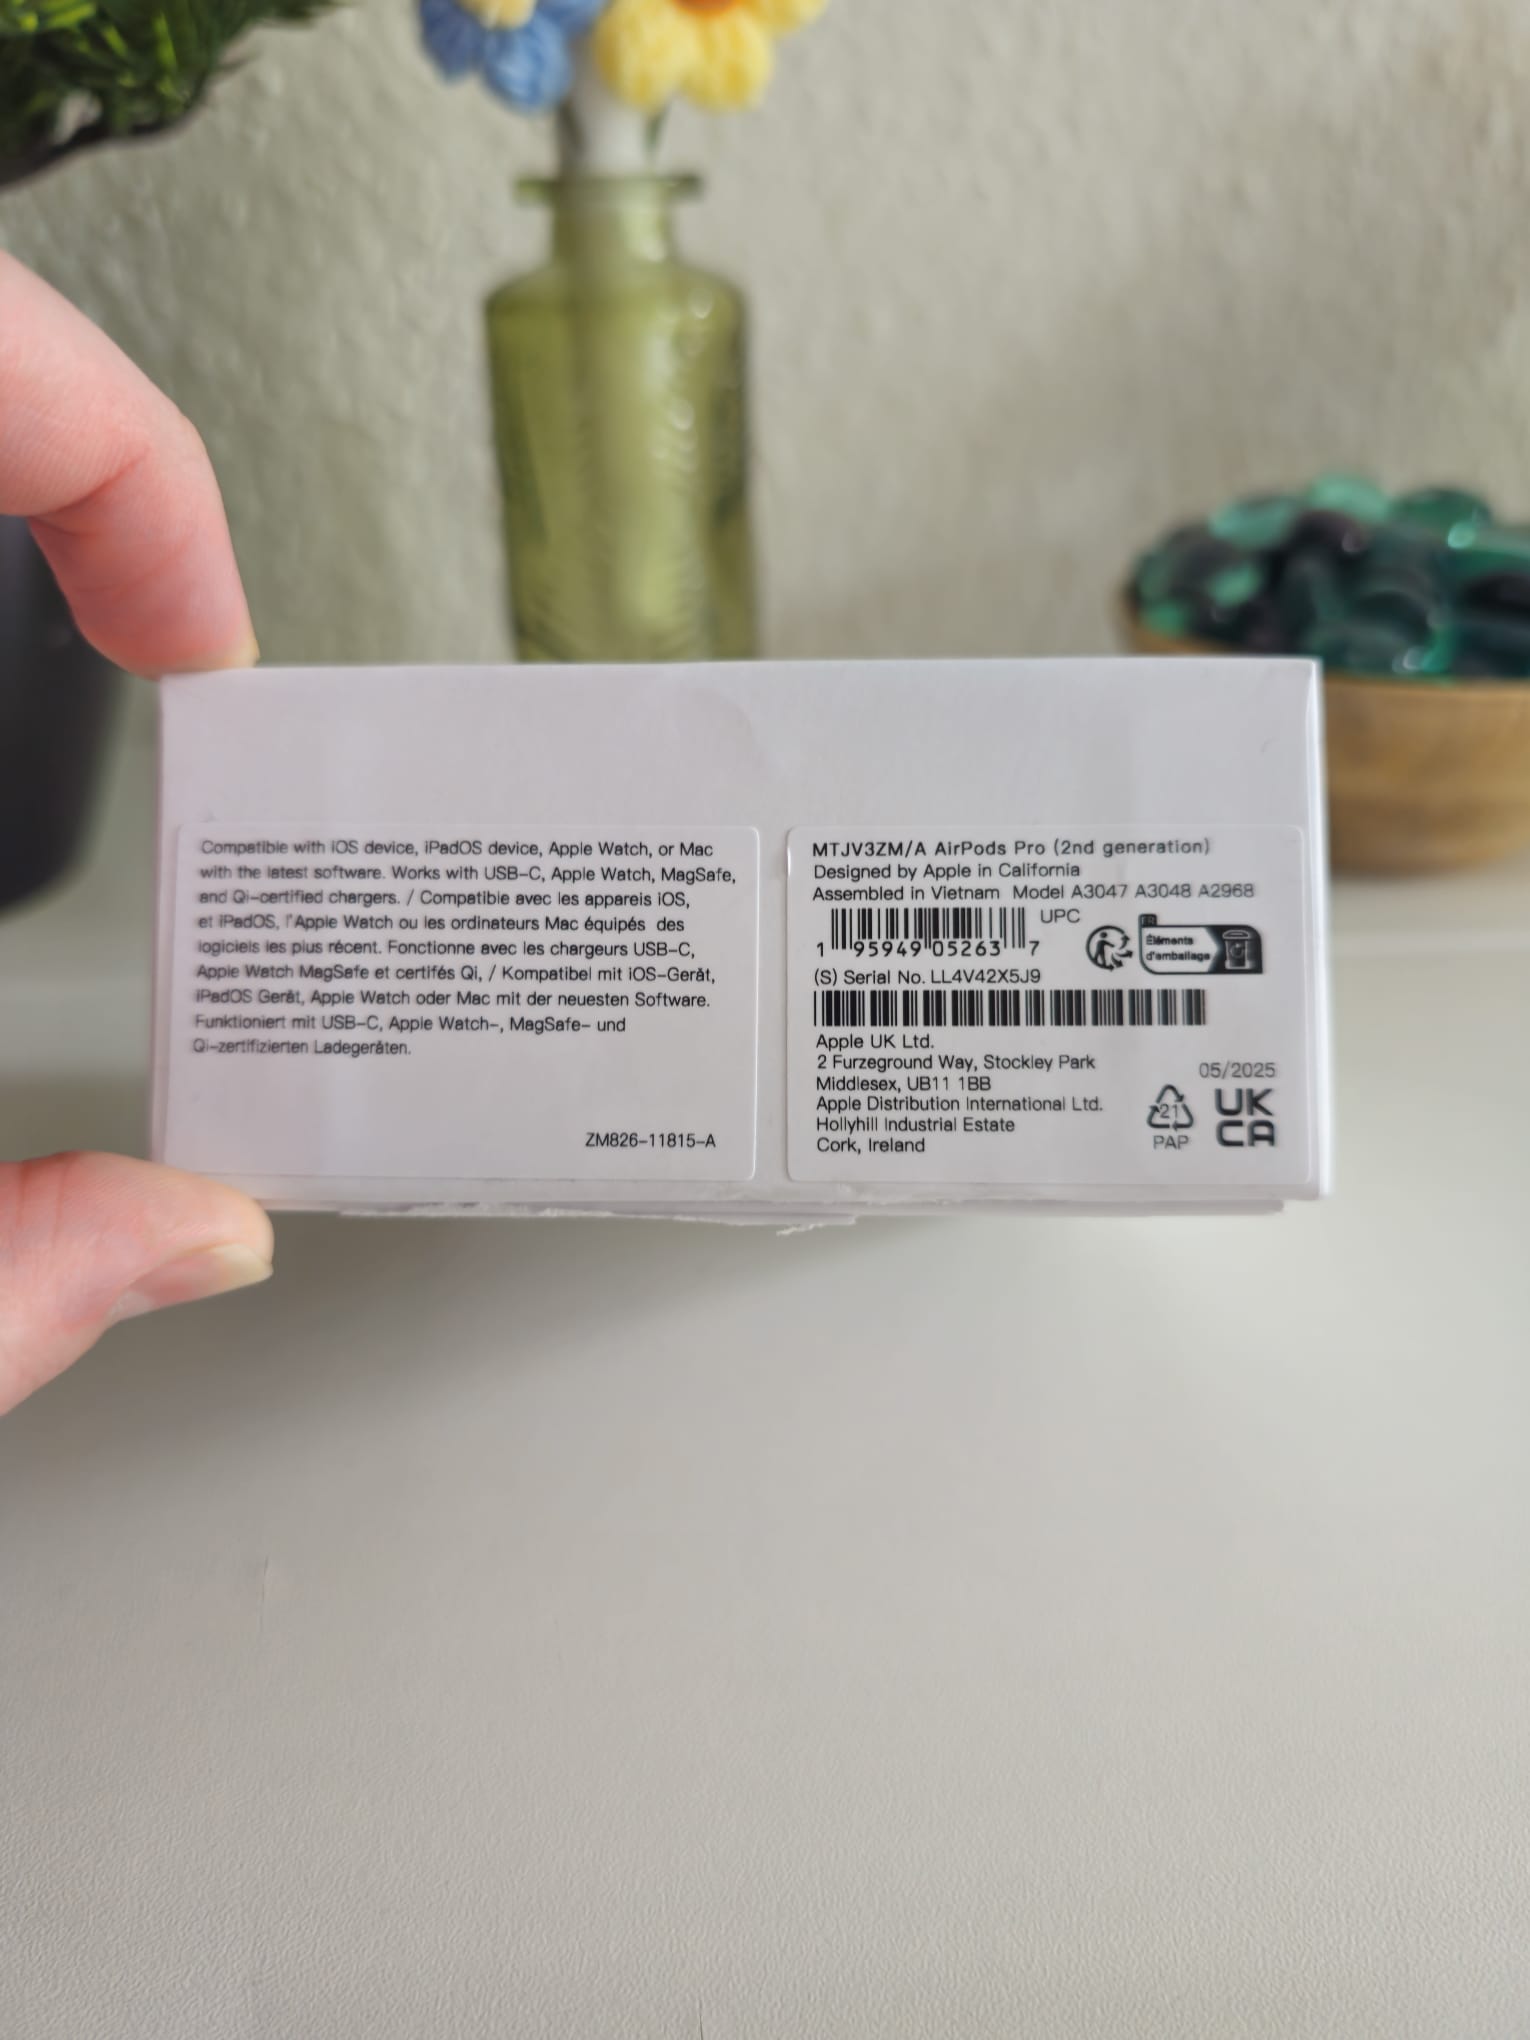 Compatible with iOS device, iPadOS device, Apple Watch, or Mac
with the latest software. Works with USB-C, Apple Watch, MagSafe,
and Qi-certified chargers. / Compatible avec les appareils iOS,
et iPadOS, l'Apple Watch ou les ordinateurs Mac équipés des
logiciels les plus récent. Fonctionne avec les chargeurs USB-C,
Apple Watch MagSafe et certifés Qi, / Kompatibel mit iOS-Gerät,
iPadOS Gerät, Apple Watch oder Mac mit der neuesten Software.
Funktioniert mit USB-C, Apple Watch-, MagSafe- und
Qi-zertifizierten Ladegeräten.
ZM826-11815-A
MTJV3ZM/A AirPods Pro (2nd generation)
Designed by Apple in California
Assembled in Vietnam Model A3047 A3048 A2968
UPC
1 95949 05263 7
FR
Éléments
d'emballage
(S) Serial No. LL4V42X5J9
Apple UK Ltd.
2 Furzeground Way, Stockley Park
Middlesex, UB11 1BB
Apple Distribution International Ltd.
Hollyhill Industrial Estate
Cork, Ireland
05/2025
21
PAP
UK
CA